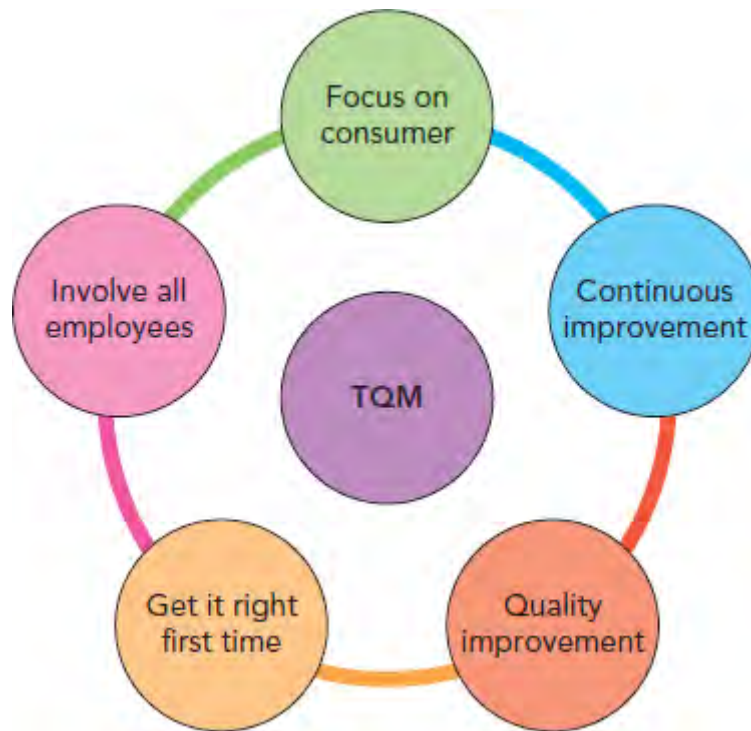 Focus on
consumer
Continuous
improvement
Quality
improvement
Get it right
first time
Involve all
employees
TQM